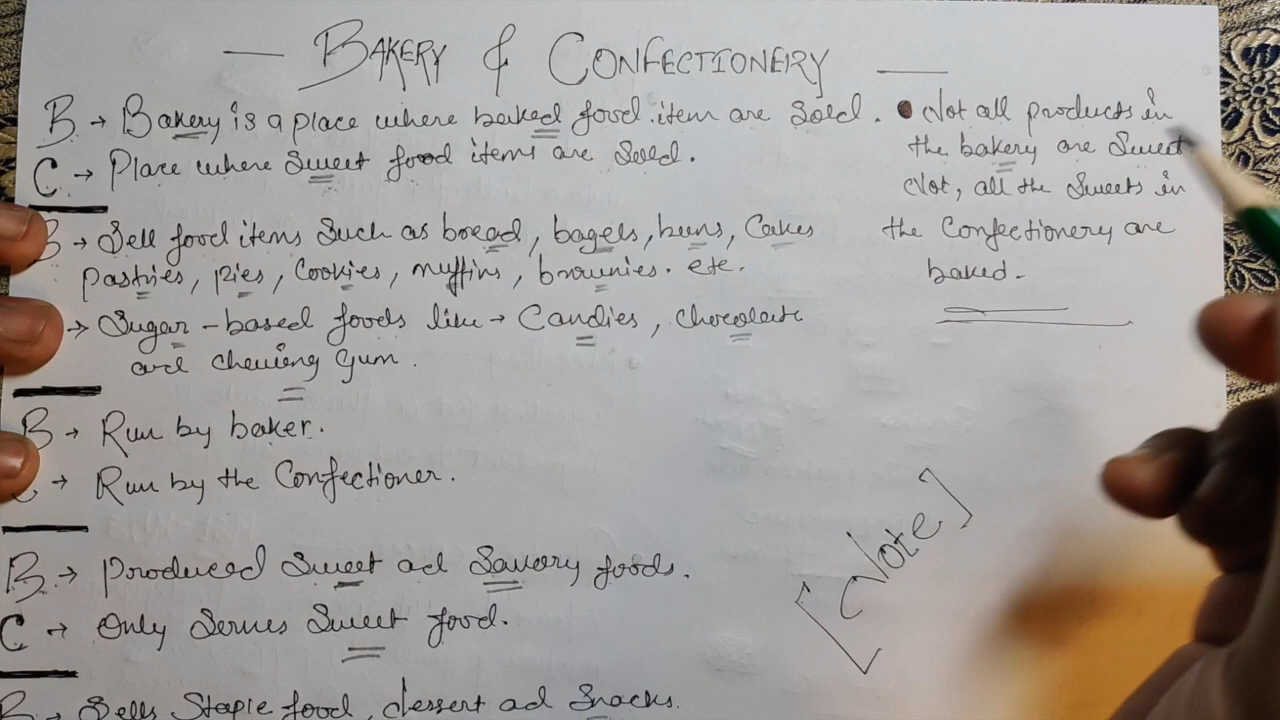 — BAKERY & CONFECTIONERY —
B → Bakery is a place where baked food item are sold.
C → Place where sweet food items are sold.
B → Sell food items such as bread, bagels, buns, Cakes
pastries, pies, Cookies, muffins, brownies. etc.
→ Sugar-based foods like → Candies, chocolate
and chewing gum.
B → Run by baker.
C → Run by the Confectioner.
B → produced sweet ad Savory foods.
C → Only Serves Sweet food.
B → Sells Staple food, dessert ad Snacks.
• Not all products in
the bakery are Sweet
Not, all the Sweets in
the Confectionery are
baked.
[Note]